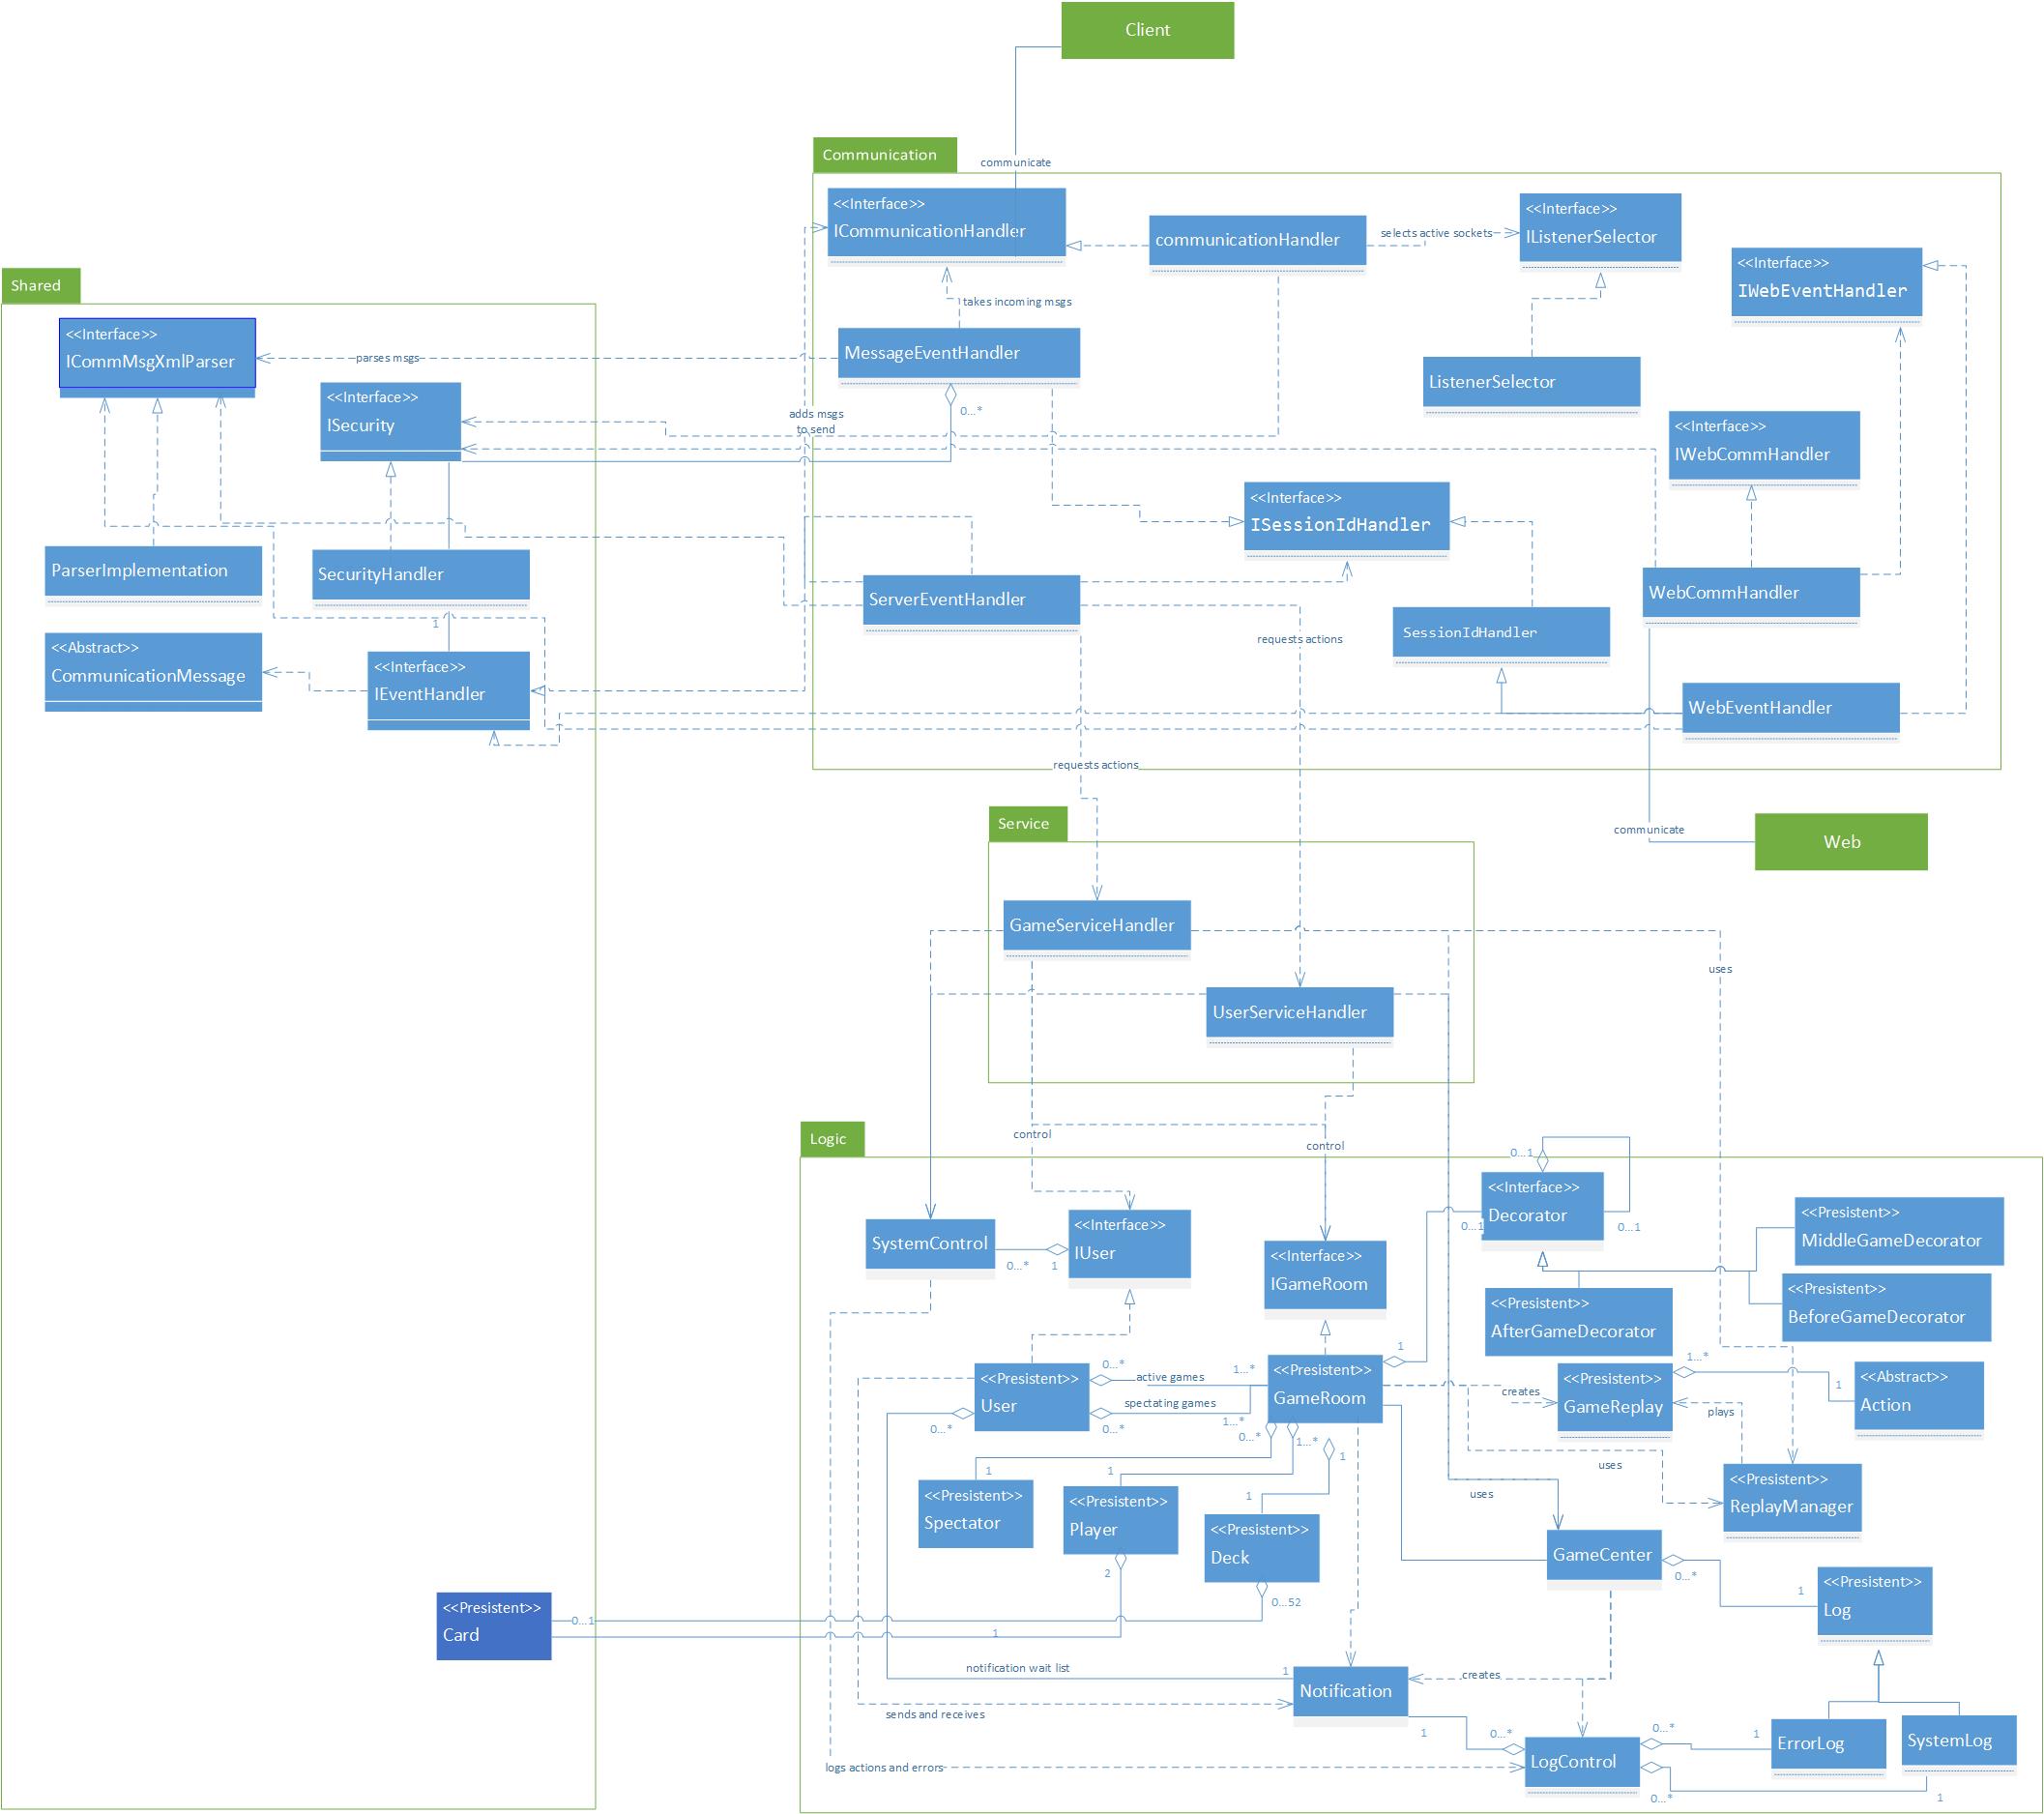 Client
communicate
Communication
<<Interface>>
ICommunicationHandler
communicationHandler
selects active sockets
<<Interface>>
IListenerSelector
<<Interface>>
IWebEventHandler
takes incoming msgs
MessageEventHandler
0...*
ListenerSelector
<<Interface>>
IWebCommHandler
adds msgs
to send
<<Interface>>
ISessionIdHandler
ServerEventHandler
requests actions
SessionIdHandler
WebCommHandler
WebEventHandler
requests actions
Shared
<<Interface>>
ICommMsgXmlParser
parses msgs
<<Interface>>
ISecurity
ParserImplementation
SecurityHandler
1
<<Abstract>>
CommunicationMessage
<<Interface>>
IEventHandler
communicate
Web
Service
GameServiceHandler
uses
UserServiceHandler
Logic
control
control
0...1
<<Interface>>
Decorator
0...1
0...1
<<Presistent>>
MiddleGameDecorator
SystemControl
0...*
1
<<Interface>>
IUser
<<Interface>>
IGameRoom
<<Presistent>>
AfterGameDecorator
<<Presistent>>
BeforeGameDecorator
<<Presistent>>
User
0...*
active games
1...*
spectating games
0...*
1...*
0...*
<<Presistent>>
GameRoom
1
0...*
1...*
1
creates
<<Presistent>>
GameReplay
1...*
1
<<Abstract>>
Action
plays
uses
uses
<<Presistent>>
ReplayManager
1
<<Presistent>>
Spectator
1
<<Presistent>>
Player
2
1
<<Presistent>>
Deck
0...52
GameCenter
0...*
1
<<Presistent>>
Log
<<Presistent>>
Card
0...1
1
notification wait list
1
Notification
creates
sends and receives
1
0...*
logs actions and errors
LogControl
0...*
1
ErrorLog
SystemLog
0...*
1